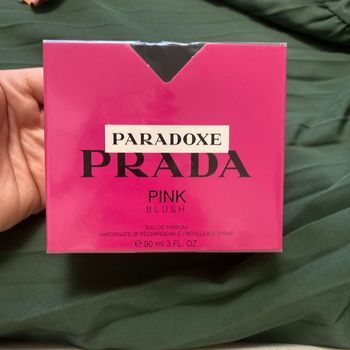 PARADOXE
PRADA
PINK
BLUSH
EAU DE PARFUM
VAPORISATEUR RECHARGEABLE / REFILLABLE SPRAY
e 90 ml 3 FL. OZ.